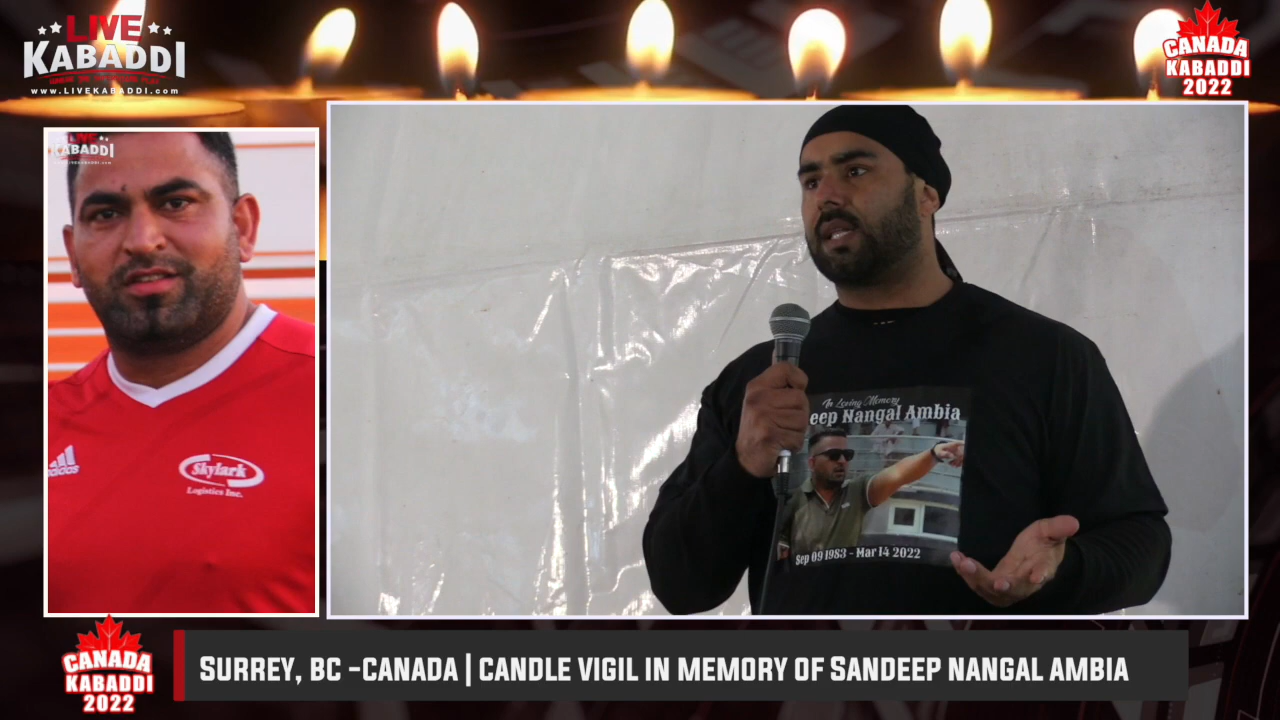 LIVE
KABADDI
www.LIVEKABADDI.com
CANADA
KABADDI
2022
LIVE
KABADDI
adidas
Skylark
Logistics Inc.
In Loving Memory
eep Nangal Ambia
Sep 09 1983 - Mar 14 2022
CANADA
KABADDI
2022
SURREY, BC -CANADA | CANDLE VIGIL IN MEMORY OF SANDEEP NANGAL AMBIA